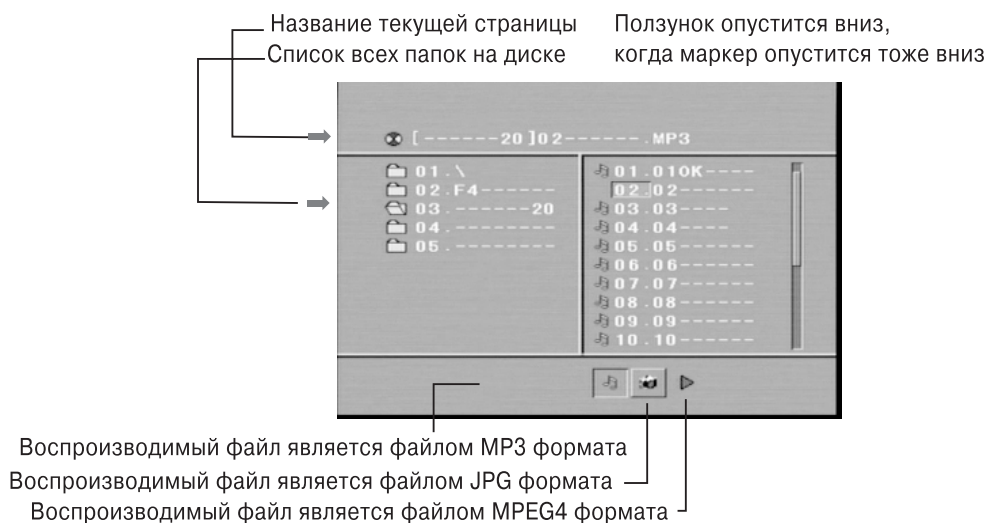 Название текущей страницы
Список всех папок на диске
Ползунок опустится вниз,
когда маркер опустится тоже вниз
[------20]02-------.MP3
01.\
02.F4------
03.------20
04.--------
05.--------
01.01OK----
02.02------
03.03----
04.04----
05.05------
06.06------
07.07------
08.08------
09.09------
10.10------
Воспроизводимый файл является файлом MP3 формата
Воспроизводимый файл является файлом JPG формата
Воспроизводимый файл является файлом MPEG4 формата